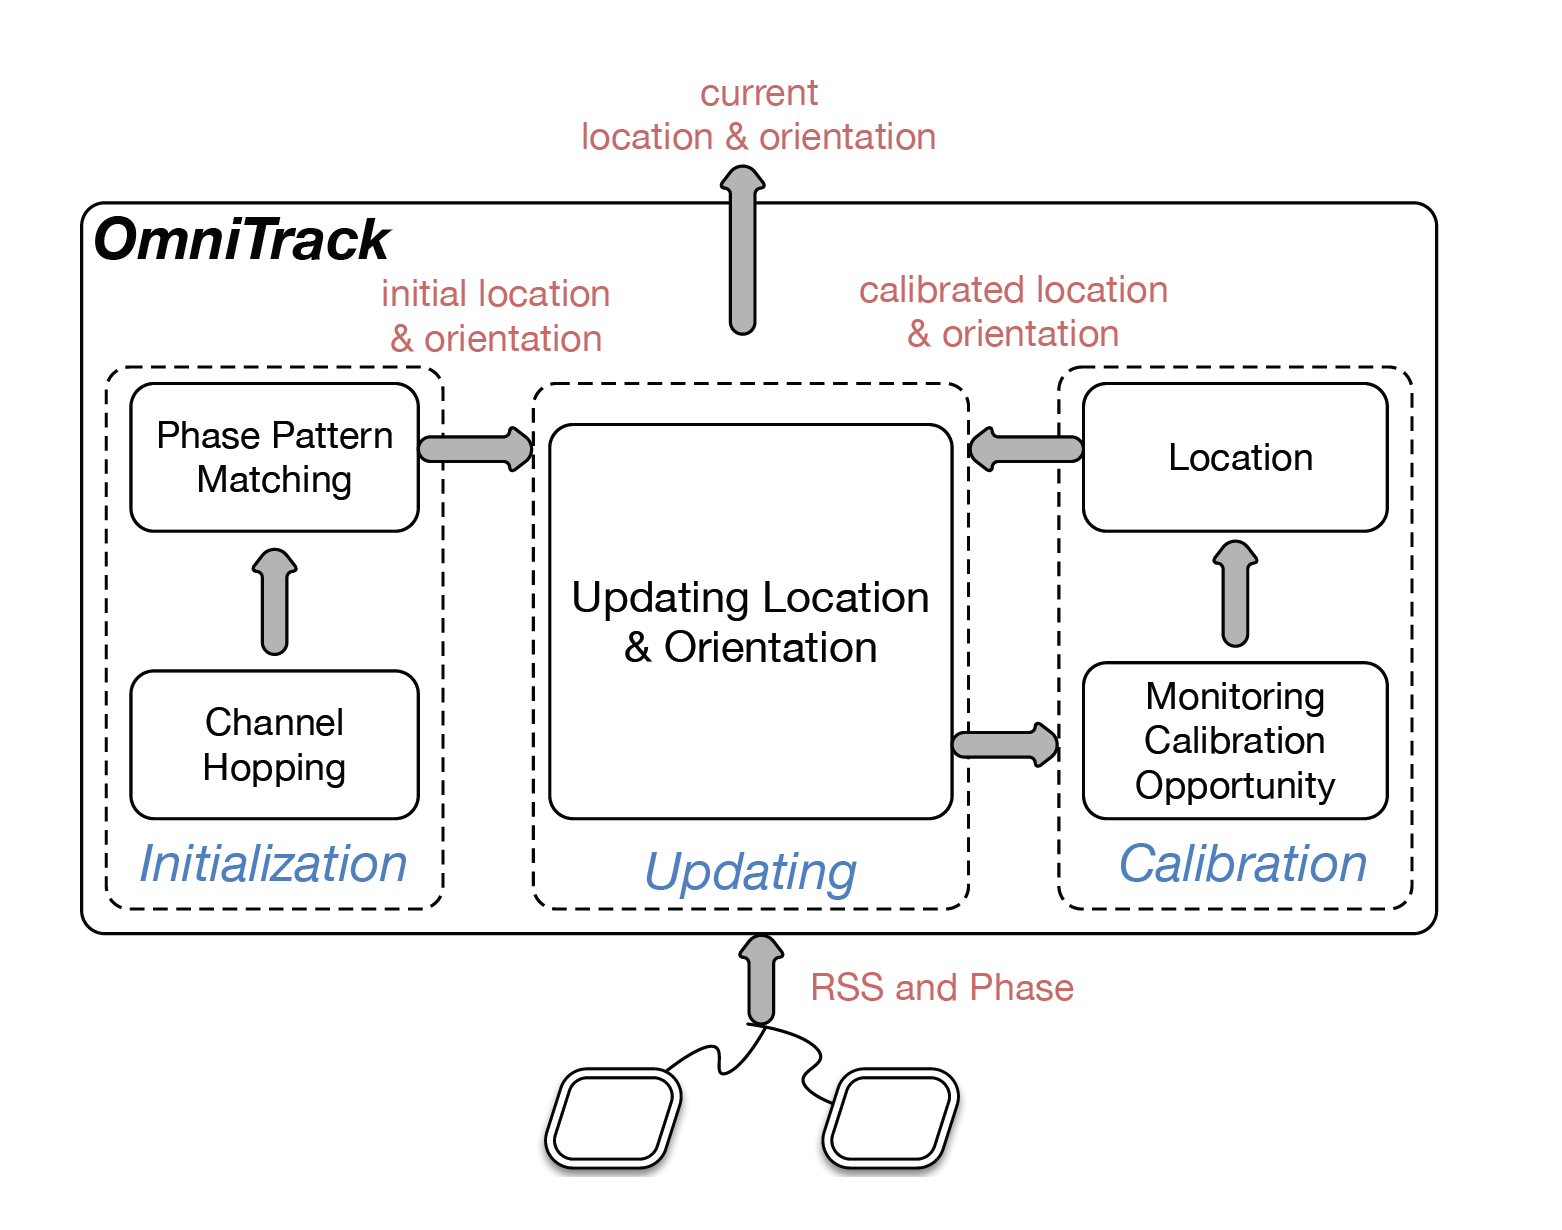 current
location & orientation
OmniTrack
initial location
& orientation
calibrated location
& orientation
Phase Pattern
Matching
Channel
Hopping
Initialization
Updating Location
& Orientation
Updating
Location
Monitoring
Calibration
Opportunity
Calibration
RSS and Phase